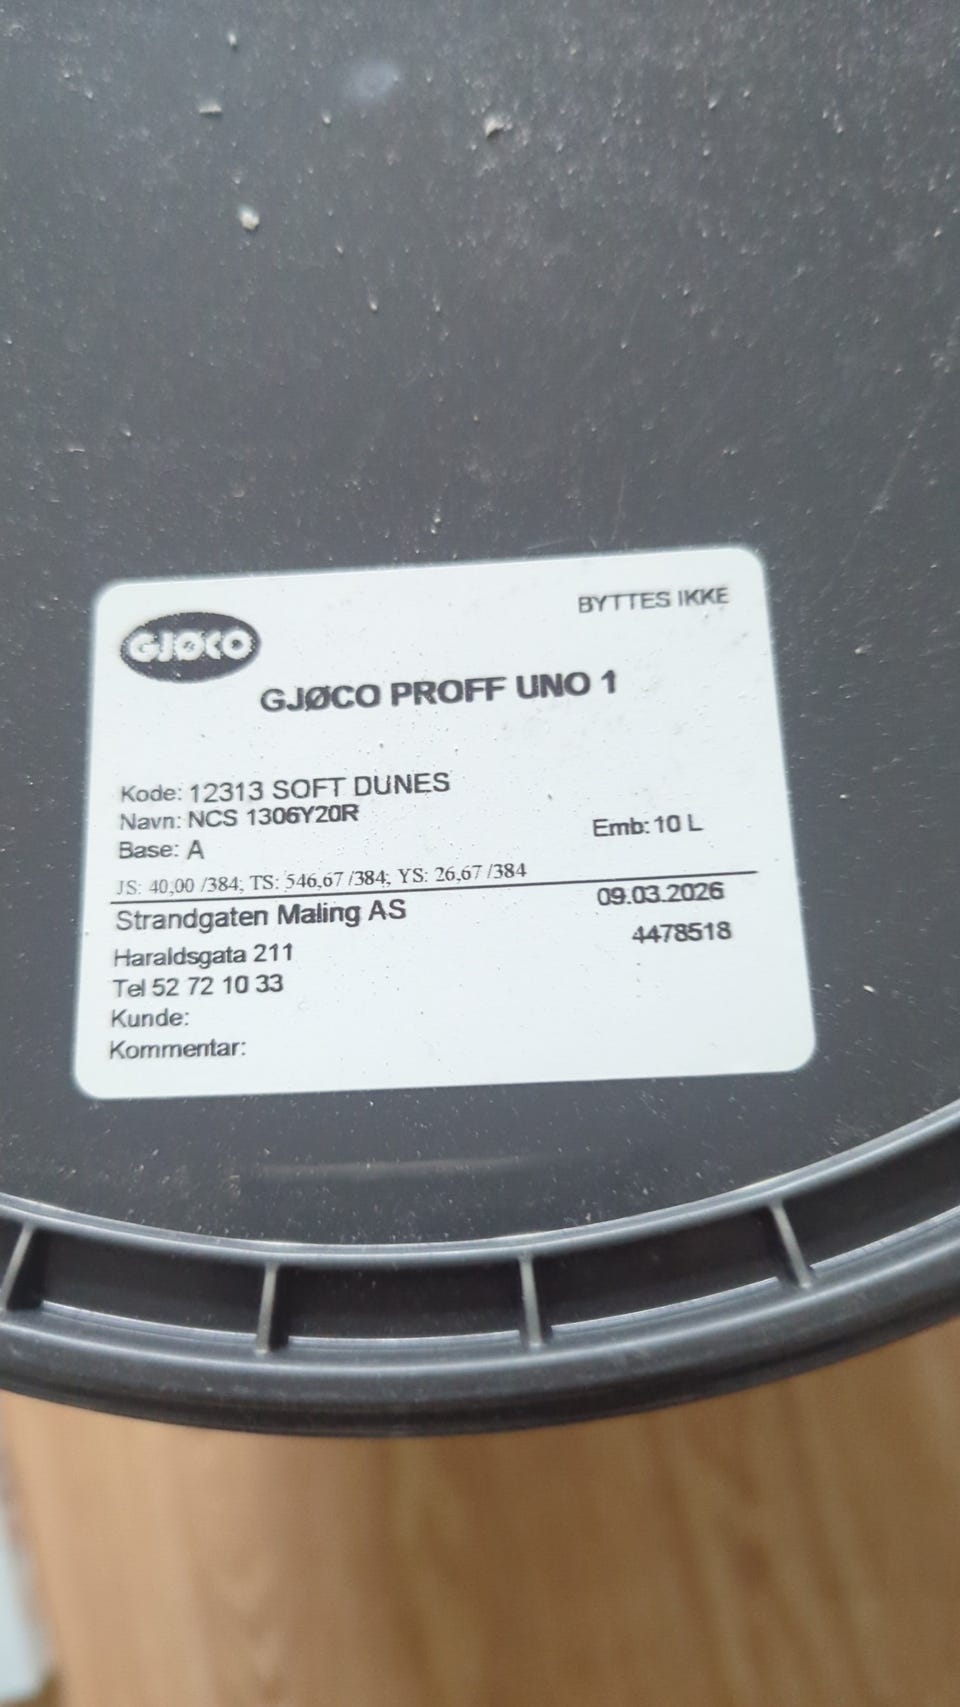 BYTTES IKKE
GJØCO
GJØCO PROFF UNO 1
Kode: 12313 SOFT DUNES
Navn: NCS 1306Y20R
Emb: 10 L
Base: A
JS: 40,00 /384; TS: 546,67 /384; YS: 26,67 /384
Strandgaten Maling AS
09.03.2026
Haraldsgata 211
4478518
Tel 52 72 10 33
Kunde:
Kommentar: